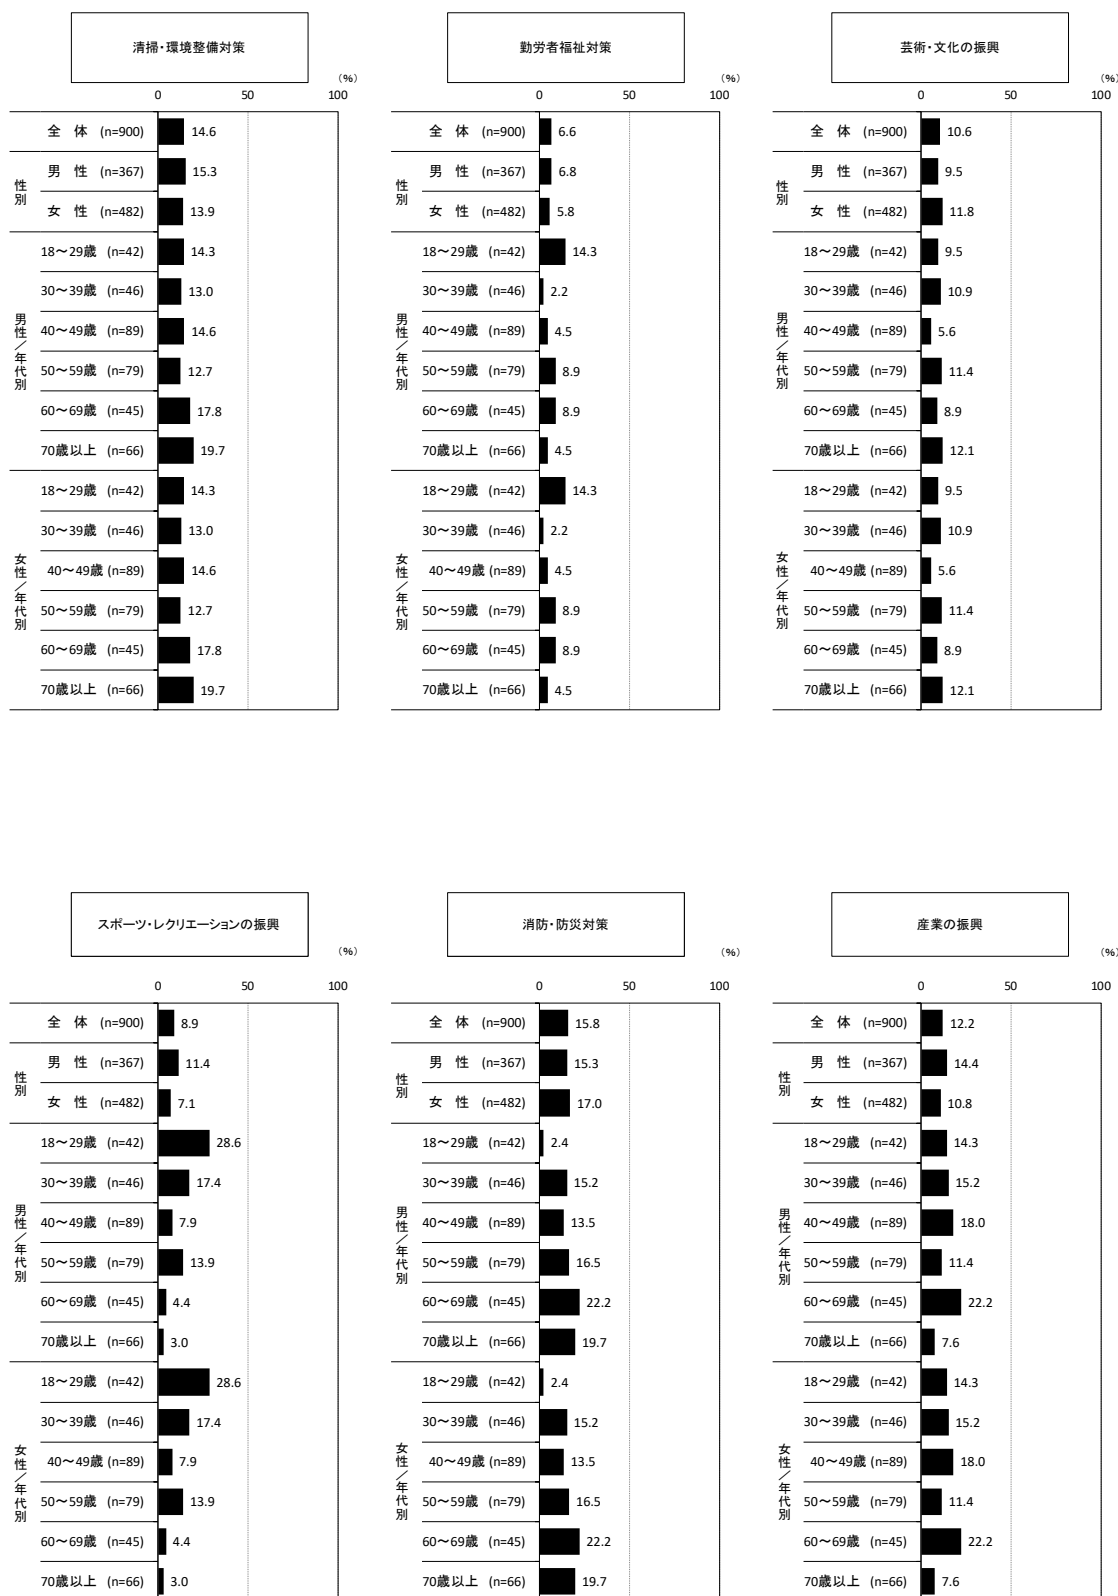 清掃・環境整備対策
(%)
0 50 100
全 体 (n=900) 14.6
性別
男 性 (n=367) 15.3
女 性 (n=482) 13.9
男性／年代別
18～29歳 (n=42) 14.3
30～39歳 (n=46) 13.0
40～49歳 (n=89) 14.6
50～59歳 (n=79) 12.7
60～69歳 (n=45) 17.8
70歳以上 (n=66) 19.7
女性／年代別
18～29歳 (n=42) 14.3
30～39歳 (n=46) 13.0
40～49歳 (n=89) 14.6
50～59歳 (n=79) 12.7
60～69歳 (n=45) 17.8
70歳以上 (n=66) 19.7
勤労者福祉対策
(%)
0 50 100
全 体 (n=900) 6.6
性別
男 性 (n=367) 6.8
女 性 (n=482) 5.8
男性／年代別
18～29歳 (n=42) 14.3
30～39歳 (n=46) 2.2
40～49歳 (n=89) 4.5
50～59歳 (n=79) 8.9
60～69歳 (n=45) 8.9
70歳以上 (n=66) 4.5
女性／年代別
18～29歳 (n=42) 14.3
30～39歳 (n=46) 2.2
40～49歳 (n=89) 4.5
50～59歳 (n=79) 8.9
60～69歳 (n=45) 8.9
70歳以上 (n=66) 4.5
芸術・文化の振興
(%)
0 50 100
全 体 (n=900) 10.6
性別
男 性 (n=367) 9.5
女 性 (n=482) 11.8
男性／年代別
18～29歳 (n=42) 9.5
30～39歳 (n=46) 10.9
40～49歳 (n=89) 5.6
50～59歳 (n=79) 11.4
60～69歳 (n=45) 8.9
70歳以上 (n=66) 12.1
女性／年代別
18～29歳 (n=42) 9.5
30～39歳 (n=46) 10.9
40～49歳 (n=89) 5.6
50～59歳 (n=79) 11.4
60～69歳 (n=45) 8.9
70歳以上 (n=66) 12.1
スポーツ・レクリエーションの振興
(%)
0 50 100
全 体 (n=900) 8.9
性別
男 性 (n=367) 11.4
女 性 (n=482) 7.1
男性／年代別
18～29歳 (n=42) 28.6
30～39歳 (n=46) 17.4
40～49歳 (n=89) 7.9
50～59歳 (n=79) 13.9
60～69歳 (n=45) 4.4
70歳以上 (n=66) 3.0
女性／年代別
18～29歳 (n=42) 28.6
30～39歳 (n=46) 17.4
40～49歳 (n=89) 7.9
50～59歳 (n=79) 13.9
60～69歳 (n=45) 4.4
70歳以上 (n=66) 3.0
消防・防災対策
(%)
0 50 100
全 体 (n=900) 15.8
性別
男 性 (n=367) 15.3
女 性 (n=482) 17.0
男性／年代別
18～29歳 (n=42) 2.4
30～39歳 (n=46) 15.2
40～49歳 (n=89) 13.5
50～59歳 (n=79) 16.5
60～69歳 (n=45) 22.2
70歳以上 (n=66) 19.7
女性／年代別
18～29歳 (n=42) 2.4
30～39歳 (n=46) 15.2
40～49歳 (n=89) 13.5
50～59歳 (n=79) 16.5
60～69歳 (n=45) 22.2
70歳以上 (n=66) 19.7
産業の振興
(%)
0 50 100
全 体 (n=900) 12.2
性別
男 性 (n=367) 14.4
女 性 (n=482) 10.8
男性／年代別
18～29歳 (n=42) 14.3
30～39歳 (n=46) 15.2
40～49歳 (n=89) 18.0
50～59歳 (n=79) 11.4
60～69歳 (n=45) 22.2
70歳以上 (n=66) 7.6
女性／年代別
18～29歳 (n=42) 14.3
30～39歳 (n=46) 15.2
40～49歳 (n=89) 18.0
50～59歳 (n=79) 11.4
60～69歳 (n=45) 22.2
70歳以上 (n=66) 7.6